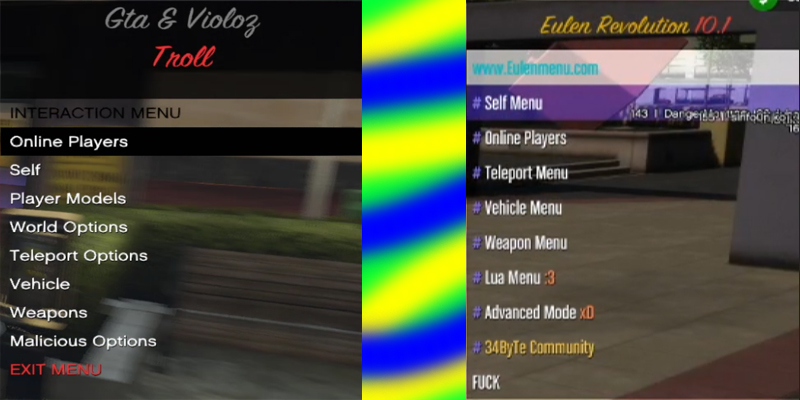 Gta & Violoz
Troll
INTERACTION MENU
Online Players
Self
Player Models
World Options
Teleport Options
Vehicle
Weapons
Malicious Options
EXIT MENU
Eulen Revolution 10.1
www.Eulenmenu.com
# Self Menu
143 |
16
# Online Players
# Teleport Menu
# Vehicle Menu
# Weapon Menu
# Lua Menu :3
# Advanced Mode xD
# 34ByTe Community
FUCK